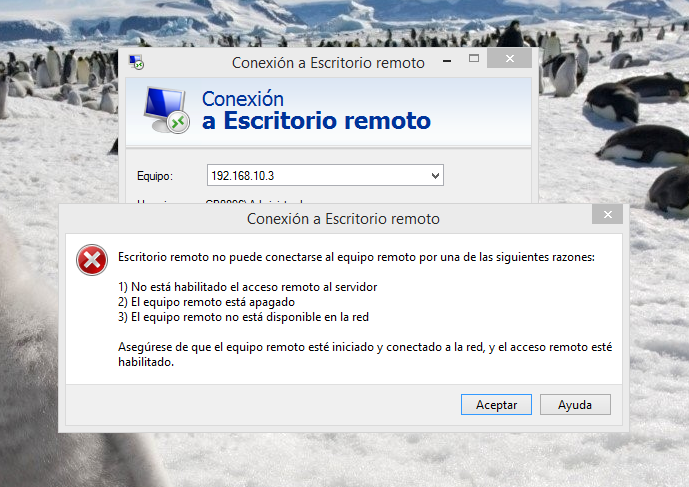 Conexión a Escritorio remoto
Conexión
a Escritorio remoto
Equipo:
192.168.10.3
Conexión a Escritorio remoto
Escritorio remoto no puede conectarse al equipo remoto por una de las siguientes razones:
1) No está habilitado el acceso remoto al servidor
2) El equipo remoto está apagado
3) El equipo remoto no está disponible en la red
Asegúrese de que el equipo remoto esté iniciado y conectado a la red, y el acceso remoto esté
habilitado.
Aceptar
Ayuda